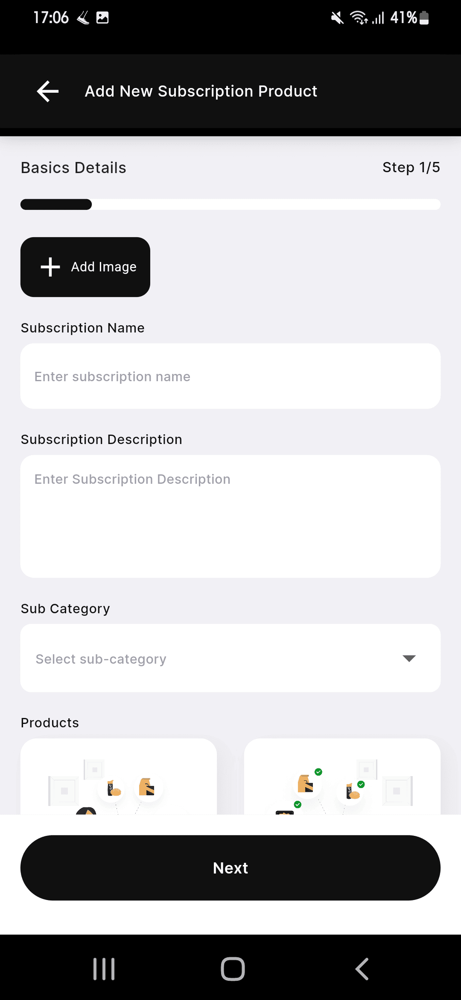 17:06 41%
Add New Subscription Product
Basics Details Step 1/5
Add Image
Subscription Name
Enter subscription name
Subscription Description
Enter Subscription Description
Sub Category
Select sub-category
Products
Next